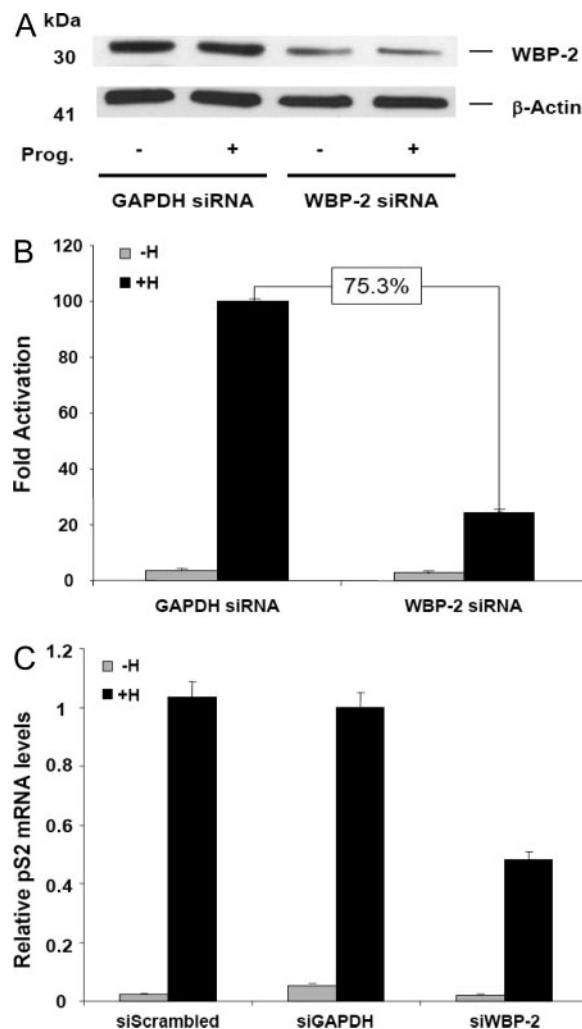 A
kDa
30
WBP-2
41
β-Actin
Prog. - + - +
GAPDH siRNA WBP-2 siRNA
B
-H
+H
75.3%
Fold Activation
120
100
80
60
40
20
0
GAPDH siRNA WBP-2 siRNA
C
-H
+H
Relative pS2 mRNA levels
1.2
1
0.8
0.6
0.4
0.2
0
siScrambled siGAPDH siWBP-2